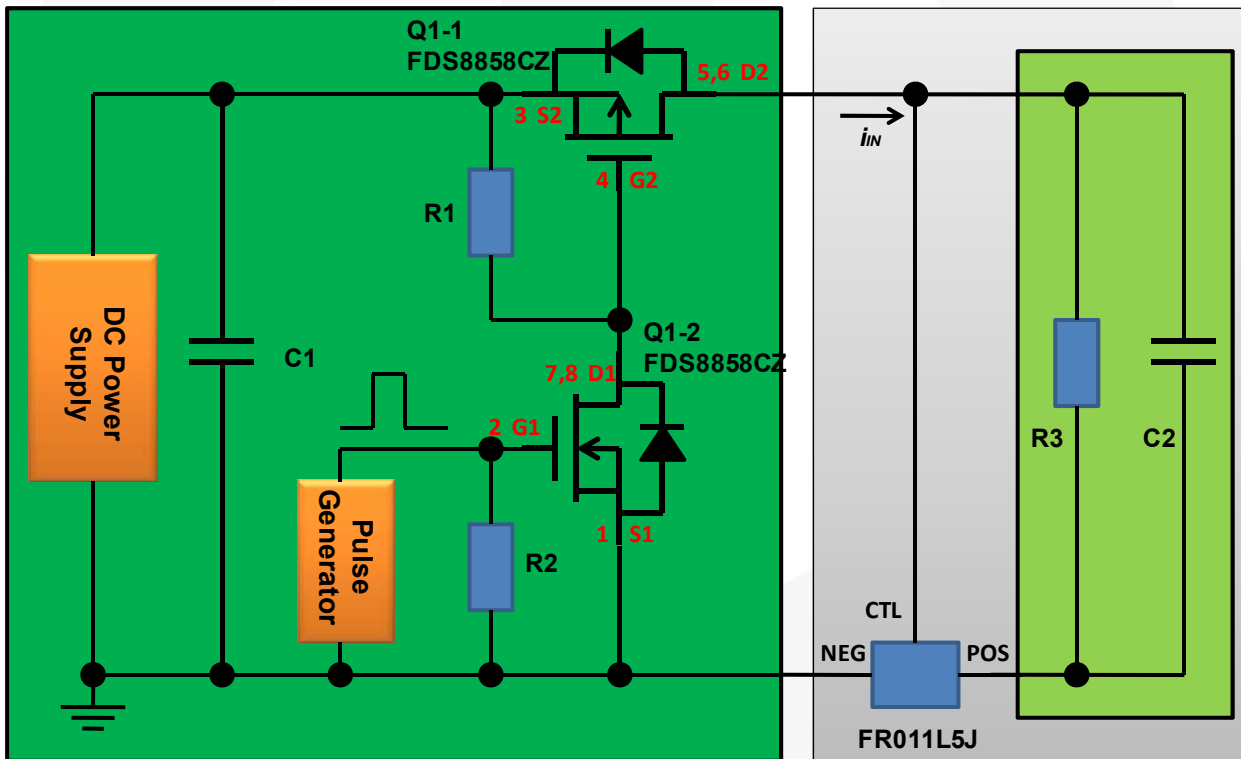 Q1-1
FDS8858CZ
5,6 D2
3 S2
iIN
4 G2
R1
DC Power
Supply
C1
Q1-2
FDS8858CZ
7,8 D1
2 G1
R3
C2
Pulse
Generator
R2
1 S1
CTL
NEG
POS
FR011L5J